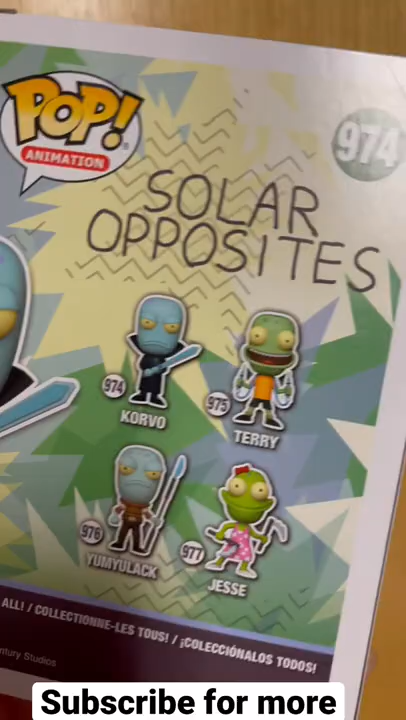 POP!
ANIMATION
974
SOLAR
OPPOSITES
974
KORVO
975
TERRY
976
YUMYULACK
977
JESSE
ALL! / COLLECTIONNE-LES TOUS! / ¡COLECCIÓNALOS TODOS!
Studios
Subscribe for more